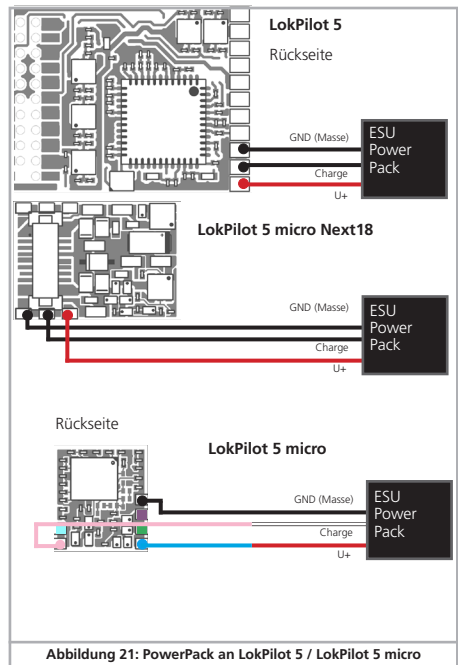 LokPilot 5
Rückseite
GND (Masse)
Charge
U+
ESU
Power
Pack
LokPilot 5 micro Next18
GND (Masse)
Charge
U+
ESU
Power
Pack
Rückseite
LokPilot 5 micro
GND (Masse)
Charge
U+
ESU
Power
Pack
Abbildung 21: PowerPack an LokPilot 5 / LokPilot 5 micro